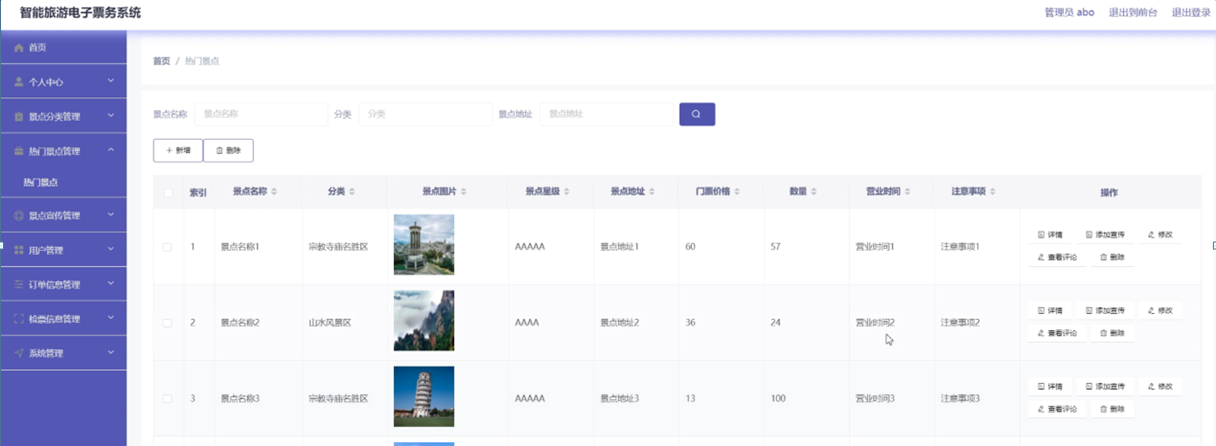 智能旅游电子票务系统
管理员 abo 退出到前台 退出登录
首页
个人中心
景点分类管理
热门景点管理
热门景点
景点宣传管理
用户管理
订单信息管理
检票信息管理
系统管理
首页 / 热门景点
景点名称 景点名称 分类 分类 景点地址 景点地址
新增 删除
索引 景点名称 分类 景点图片 景点星级 景点地址 门票价格 数量 营业时间 注意事项 操作
1 景点名称1 宗教寺庙名胜区 AAAAA 景点地址1 60 57 营业时间1 注意事项1 详情 添加宣传 修改
查看评论 删除
2 景点名称2 山水风景区 AAAA 景点地址2 36 24 营业时间2 注意事项2 详情 添加宣传 修改
查看评论 删除
3 景点名称3 宗教寺庙名胜区 AAAAA 景点地址3 13 100 营业时间3 注意事项3 详情 添加宣传 修改
查看评论 删除